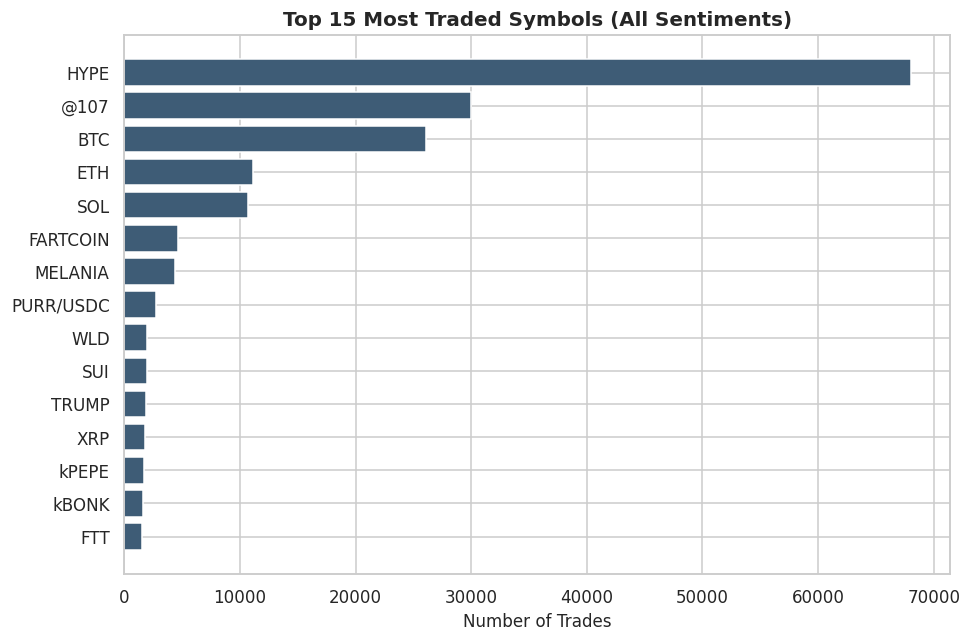 Top 15 Most Traded Symbols (All Sentiments)
HYPE
@107
BTC
ETH
SOL
FARTCOIN
MELANIA
PURR/USDC
WLD
SUI
TRUMP
XRP
kPEPE
kBONK
FTT
0 10000 20000 30000 40000 50000 60000 70000
Number of Trades